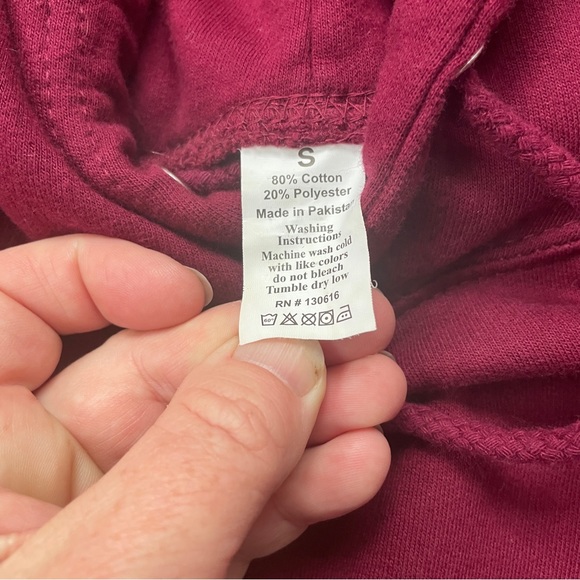 S
80% Cotton
20% Polyester
Made in Pakistan
Washing
Instructions
Machine wash cold
with like colors
do not bleach
Tumble dry low
RN # 130616